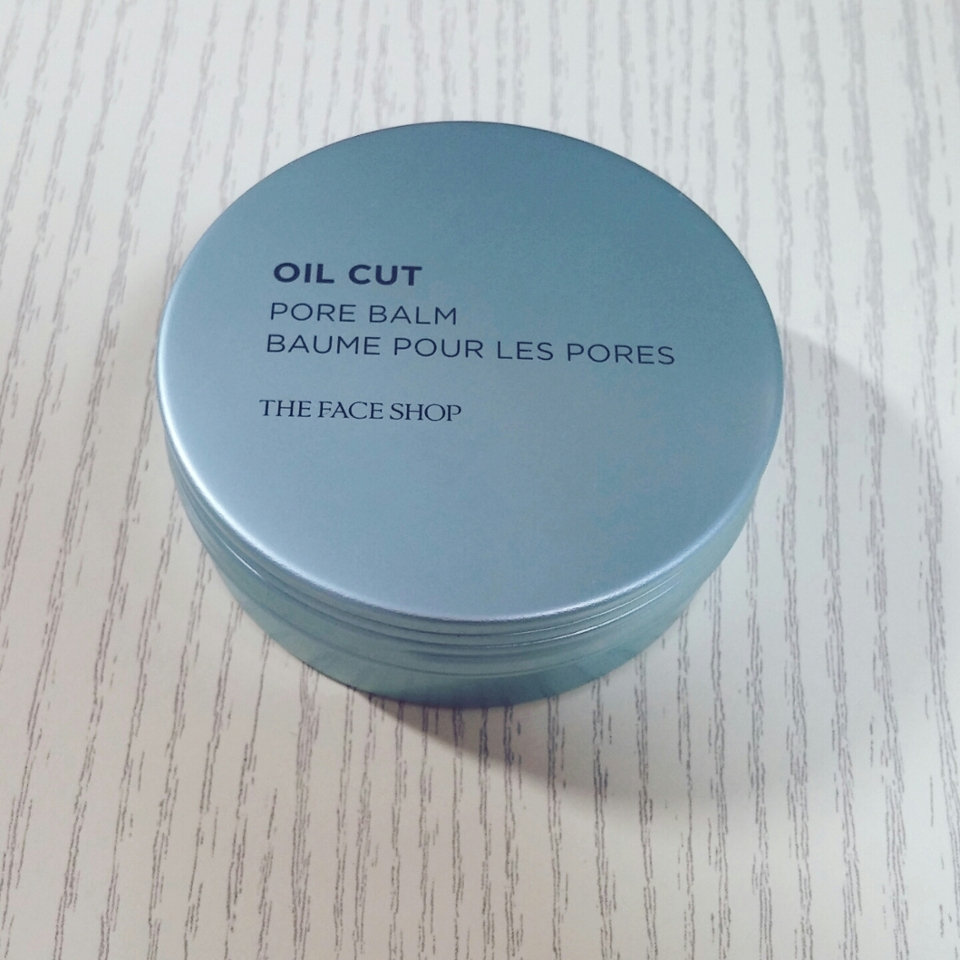 OIL CUT
PORE BALM
BAUME POUR LES PORES
THE FACE SHOP